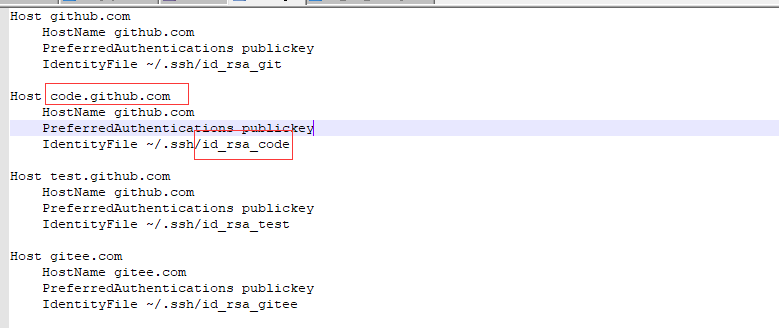 Host github.com
    HostName github.com
    PreferredAuthentications publickey
    IdentityFile ~/.ssh/id_rsa_git
Host code.github.com
    HostName github.com
    PreferredAuthentications publickey
    IdentityFile ~/.ssh/id_rsa_code
Host test.github.com
    HostName github.com
    PreferredAuthentications publickey
    IdentityFile ~/.ssh/id_rsa_test
Host gitee.com
    HostName gitee.com
    PreferredAuthentications publickey
    IdentityFile ~/.ssh/id_rsa_gitee